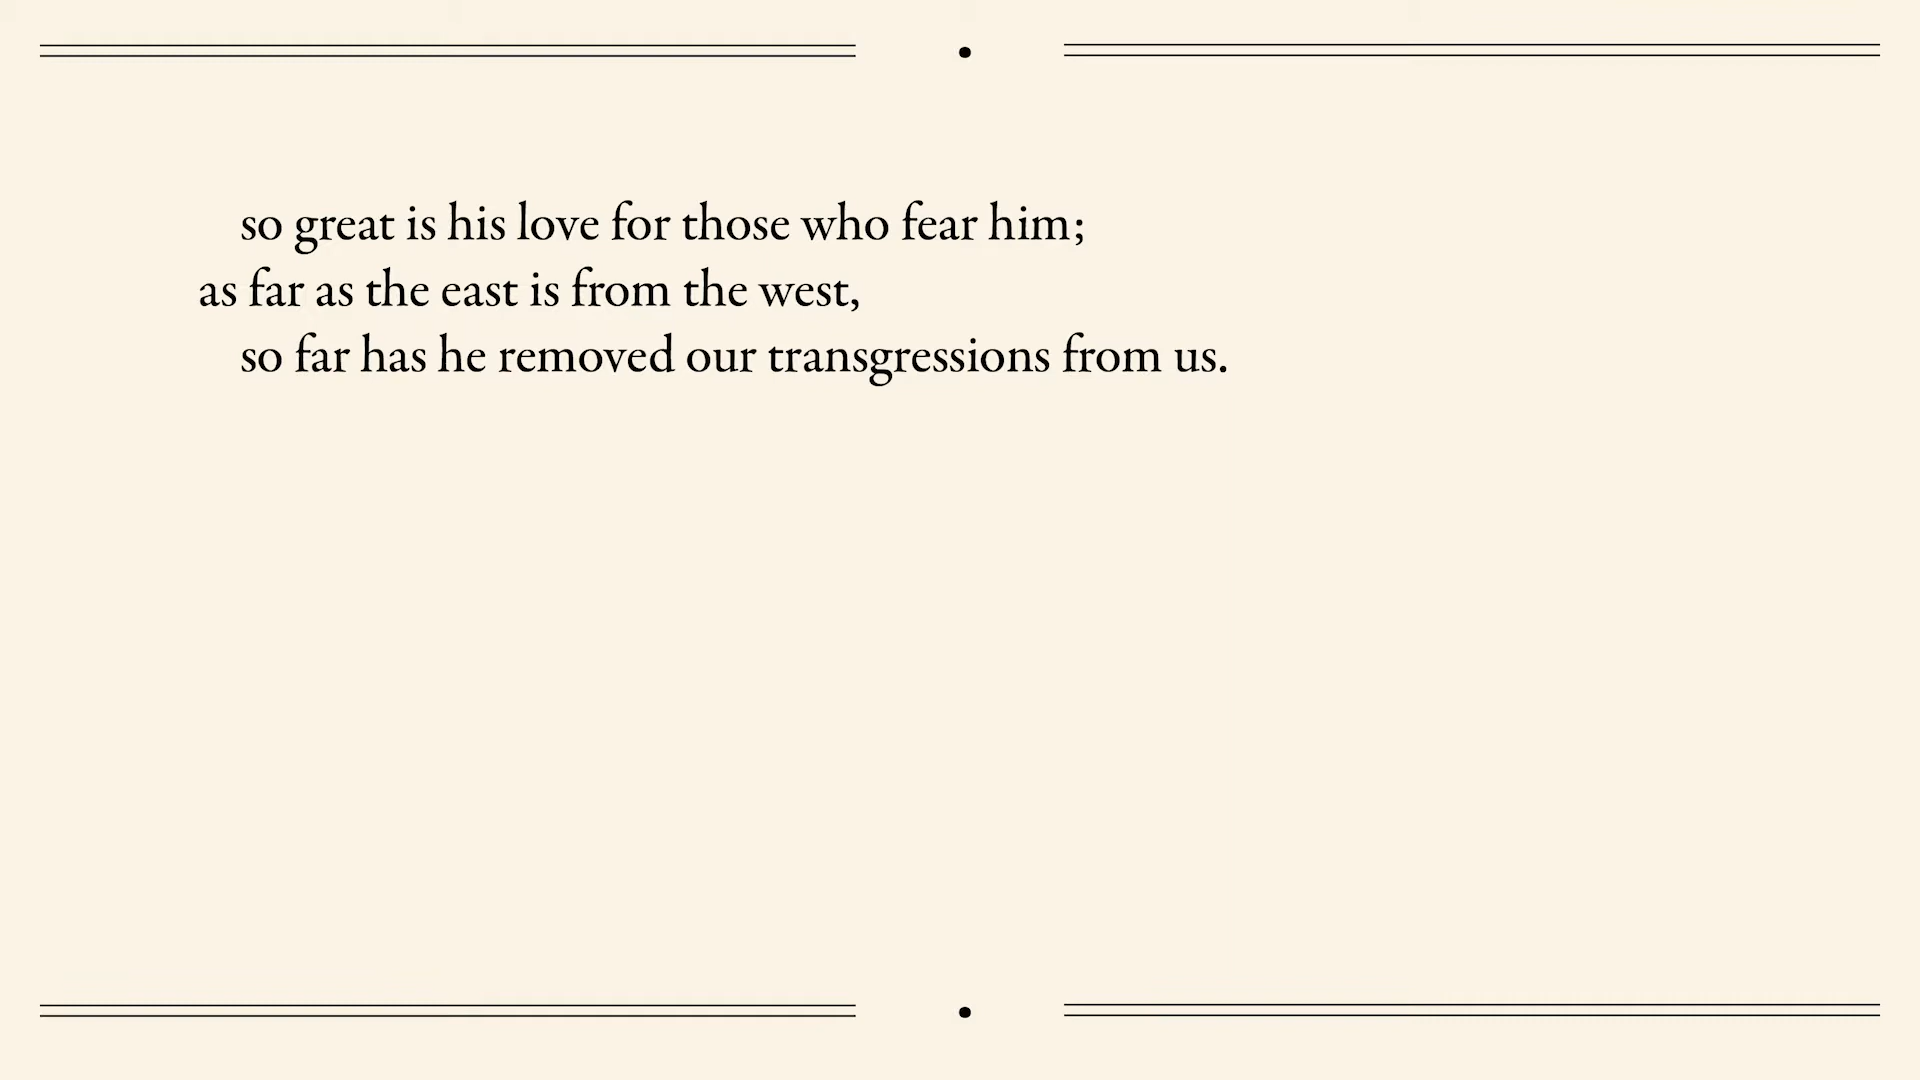 so great is his love for those who fear him;
as far as the east is from the west,
so far has he removed our transgressions from us.